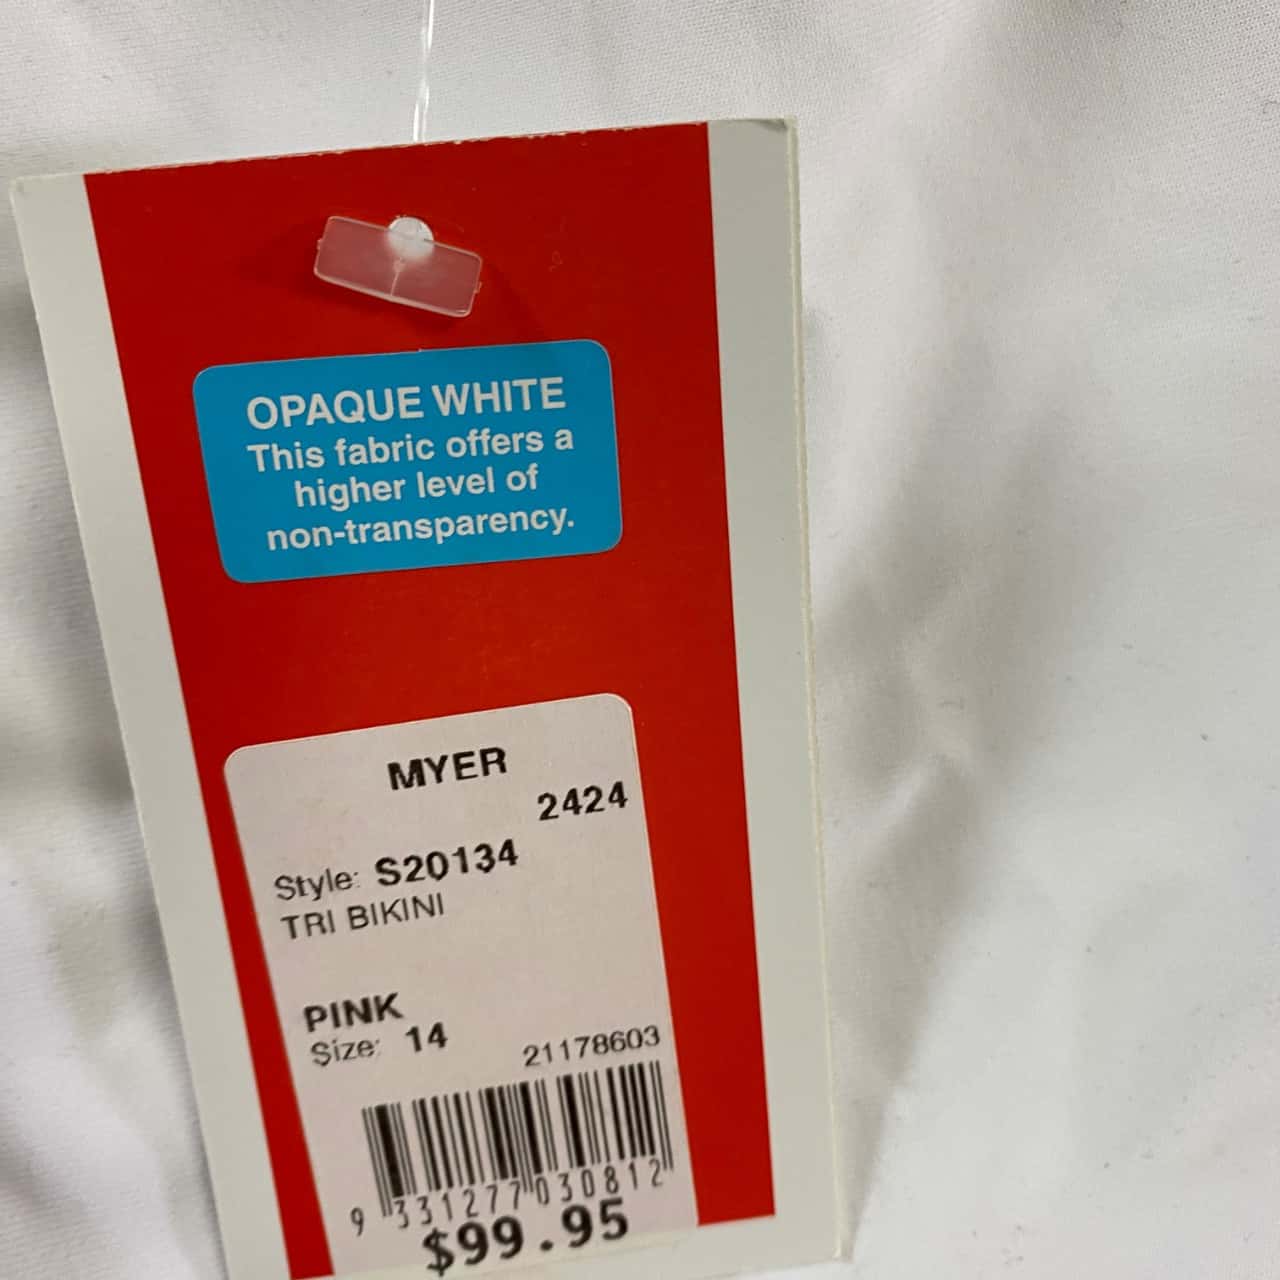 OPAQUE WHITE
This fabric offers a
higher level of
non-transparency.
MYER
2424
Style: S20134
TRI BIKINI
PINK
Size: 14
21178603
9 331277 030812
$99.95